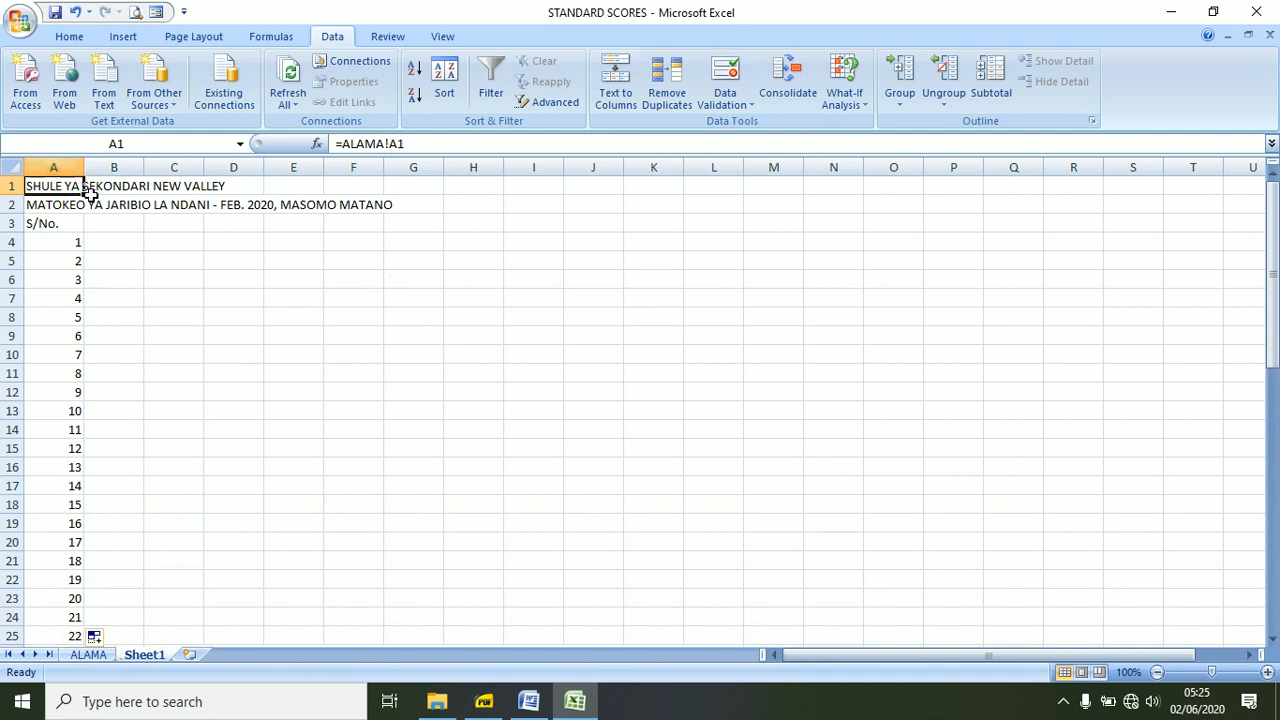 STANDARD SCORES - Microsoft Excel
Home Insert Page Layout Formulas Data Review View
From Access
From Web
From Text
From Other Sources
Existing Connections
Get External Data
Refresh All
Connections
Properties
Edit Links
Connections
Sort
Filter
Clear
Reapply
Advanced
Sort & Filter
Text to Columns
Remove Duplicates
Data Validation
Consolidate
What-If Analysis
Data Tools
Group
Ungroup
Subtotal
Show Detail
Hide Detail
Outline
A1 fx =ALAMA!A1
A B C D E F G H I J K L M N O P Q R S T U
1 SHULE YA SEKONDARI NEW VALLEY
2 MATOKEO YA JARIBIO LA NDANI - FEB. 2020, MASOMO MATANO
3 S/No.
4 1
5 2
6 3
7 4
8 5
9 6
10 7
11 8
12 9
13 10
14 11
15 12
16 13
17 14
18 15
19 16
20 17
21 18
22 19
23 20
24 21
25 22
ALAMA Sheet1
Ready 100%
Type here to search
PDF
05:25
02/06/2020